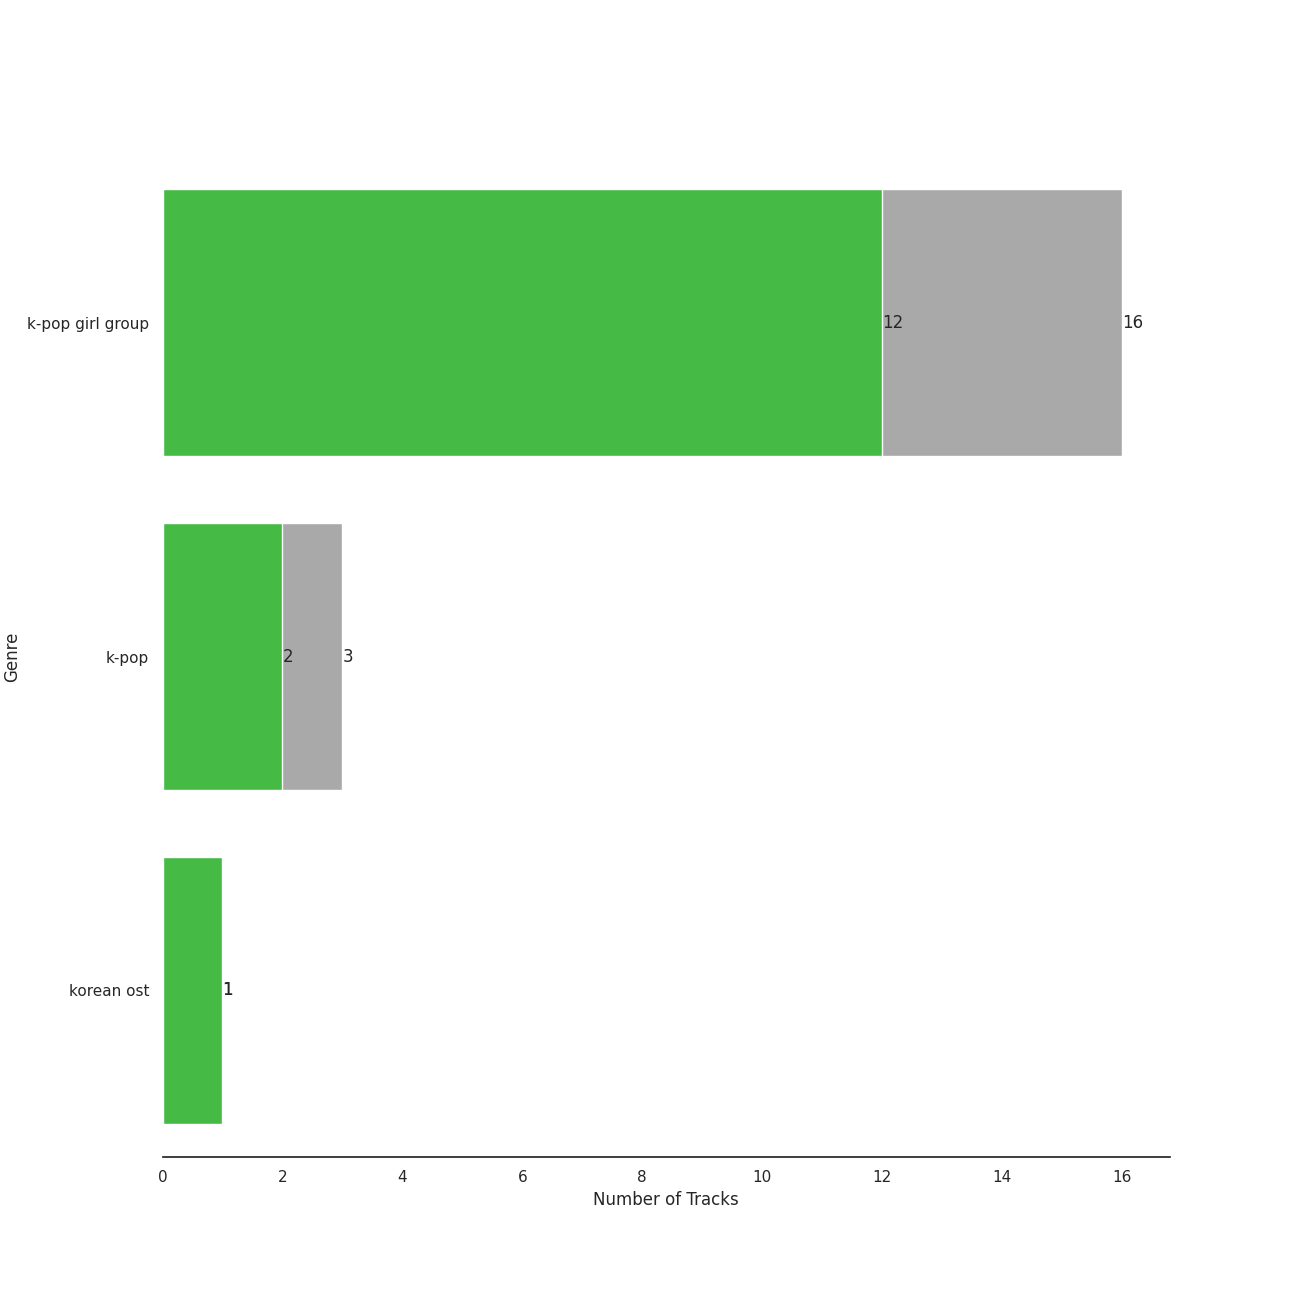 k-pop girl group
12
16
k-pop
2
3
korean ost
1
Genre
0 2 4 6 8 10 12 14 16
Number of Tracks